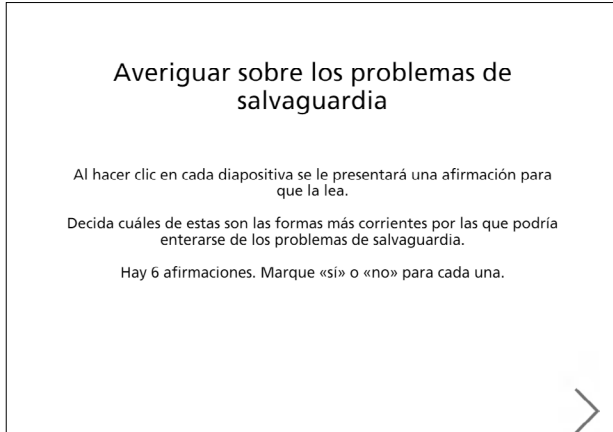 Averiguar sobre los problemas de
salvaguardia
Al hacer clic en cada diapositiva se le presentará una afirmación para
que la lea.
Decida cuáles de estas son las formas más corrientes por las que podría
enterarse de los problemas de salvaguardia.
Hay 6 afirmaciones. Marque «sí» o «no» para cada una.